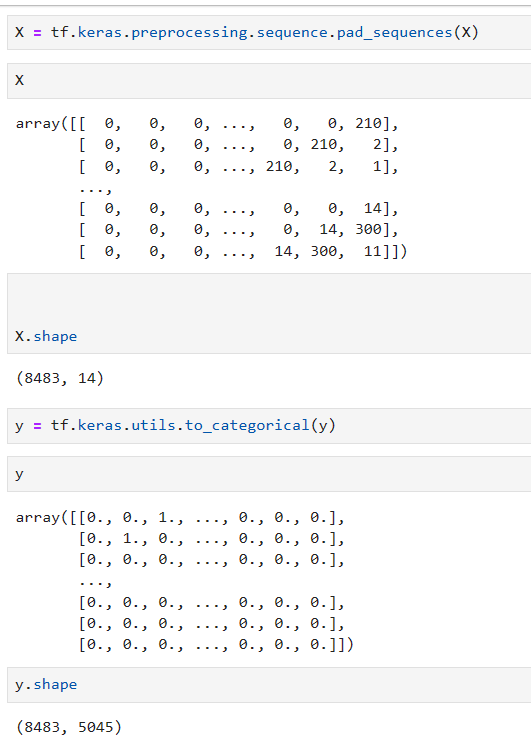 X = tf.keras.preprocessing.sequence.pad_sequences(X)
X
array([[  0,   0,   0, ...,   0,   0, 210],
       [  0,   0,   0, ...,   0, 210,   2],
       [  0,   0,   0, ..., 210,   2,   1],
       ...,
       [  0,   0,   0, ...,   0,   0,  14],
       [  0,   0,   0, ...,   0,  14, 300],
       [  0,   0,   0, ...,  14, 300,  11]])
X.shape
(8483, 14)
y = tf.keras.utils.to_categorical(y)
y
array([[0., 0., 1., ..., 0., 0., 0.],
       [0., 1., 0., ..., 0., 0., 0.],
       [0., 0., 0., ..., 0., 0., 0.],
       ...,
       [0., 0., 0., ..., 0., 0., 0.],
       [0., 0., 0., ..., 0., 0., 0.],
       [0., 0., 0., ..., 0., 0., 0.]])
y.shape
(8483, 5045)